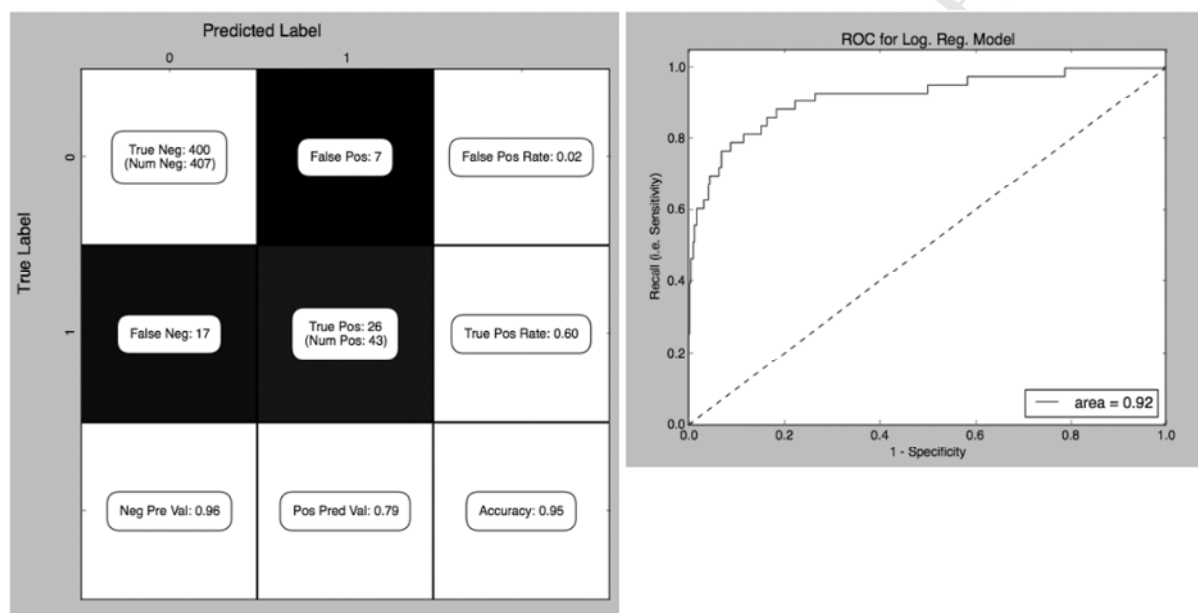 Predicted Label
0
1
True Label
0
True Neg: 400
(Num Neg: 407)
False Pos: 7
False Pos Rate: 0.02
1
False Neg: 17
True Pos: 26
(Num Pos: 43)
True Pos Rate: 0.60
Neg Pre Val: 0.96
Pos Pred Val: 0.79
Accuracy: 0.95
ROC for Log. Reg. Model
Recall (i.e. Sensitivity)
1.0
0.8
0.6
0.4
0.2
0.0
area = 0.92
0.0
0.2
0.4
0.6
0.8
1.0
1 - Specificity